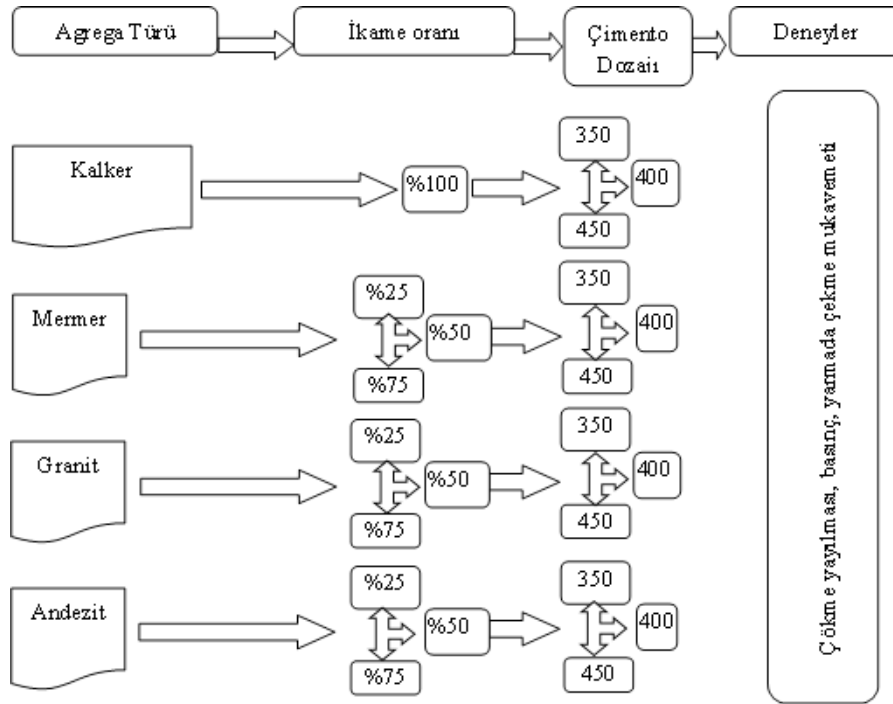 Agrega Türü
İkame oranı
Çimento
Dozajı
Deneyler
Kalker
%100
350
400
450
Mermer
%25
%50
%75
350
400
450
Granit
%25
%50
%75
350
400
450
Andezit
%25
%50
%75
350
400
450
Çökme yayılması, basınç, yarmada çekme mukavemeti